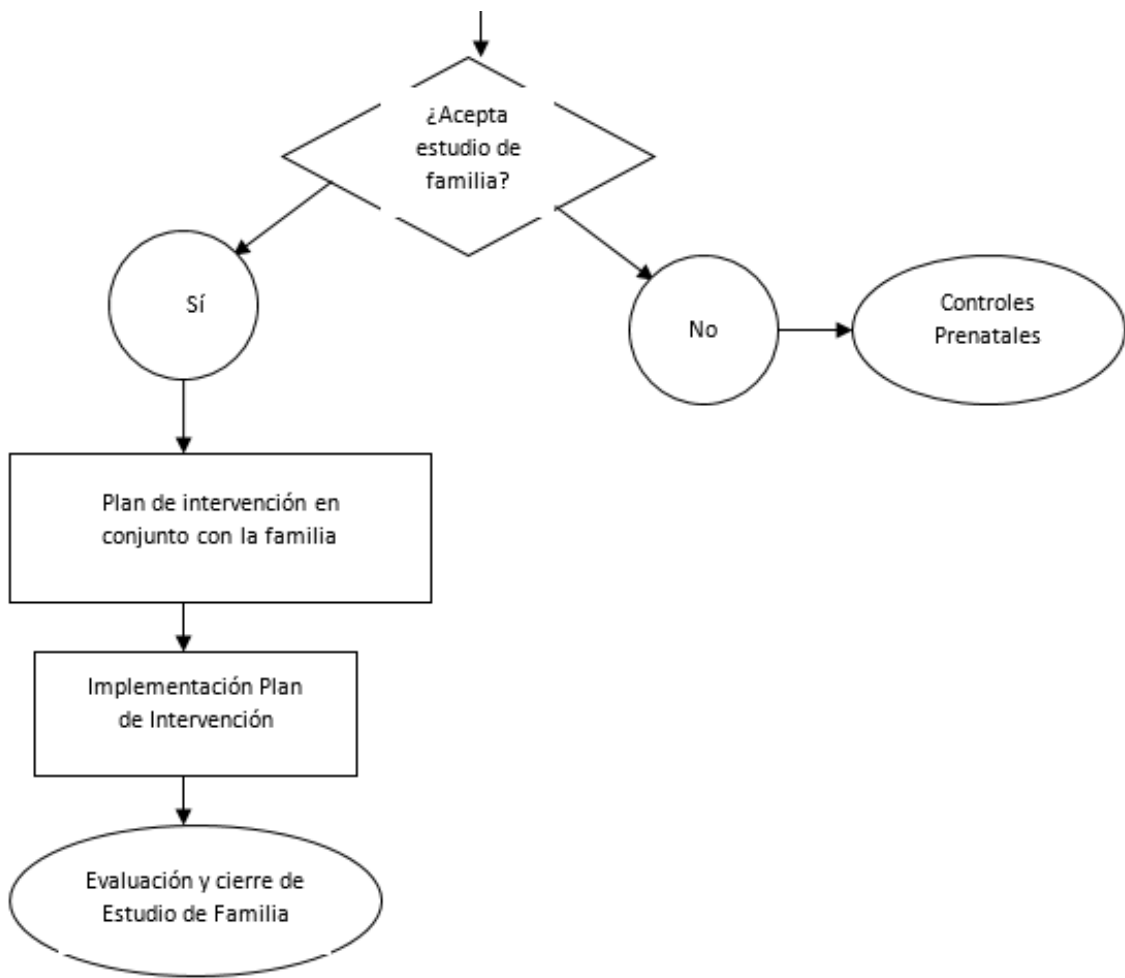 ¿Acepta
estudio de
familia?
Sí
No
Controles
Prenatales
Plan de intervención en
conjunto con la familia
Implementación Plan
de Intervención
Evaluación y cierre de
Estudio de Familia